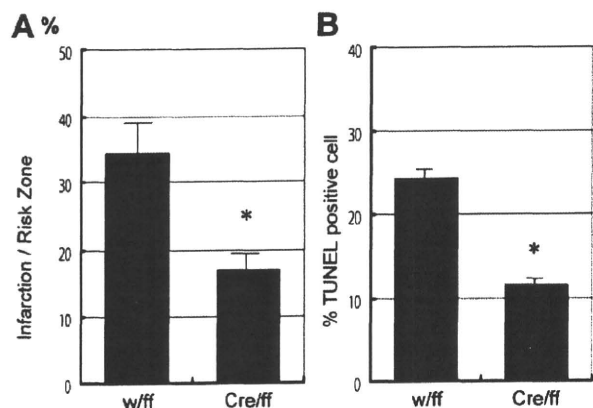 A %
50
40
30
20
10
0
Infarction / Risk Zone
*
w/ff
Cre/ff
B
40
30
20
10
0
% TUNEL positive cell
*
w/ff
Cre/ff